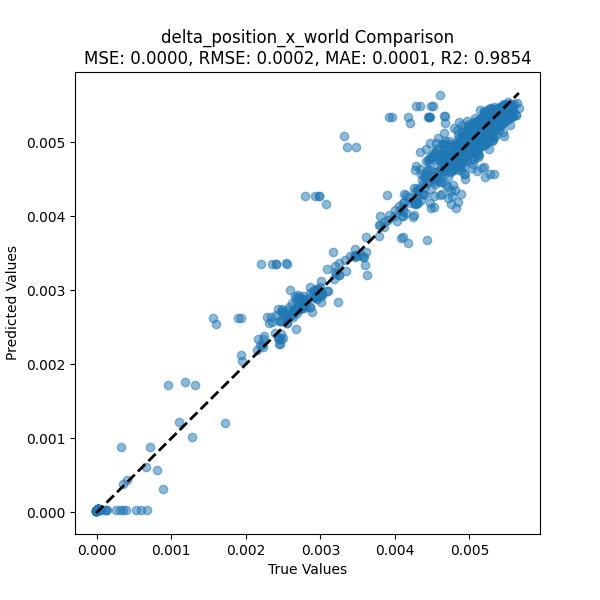 delta_position_x_world Comparison
MSE: 0.0000, RMSE: 0.0002, MAE: 0.0001, R2: 0.9854
Predicted Values
0.005
0.004
0.003
0.002
0.001
0.000
0.000 0.001 0.002 0.003 0.004 0.005
True Values